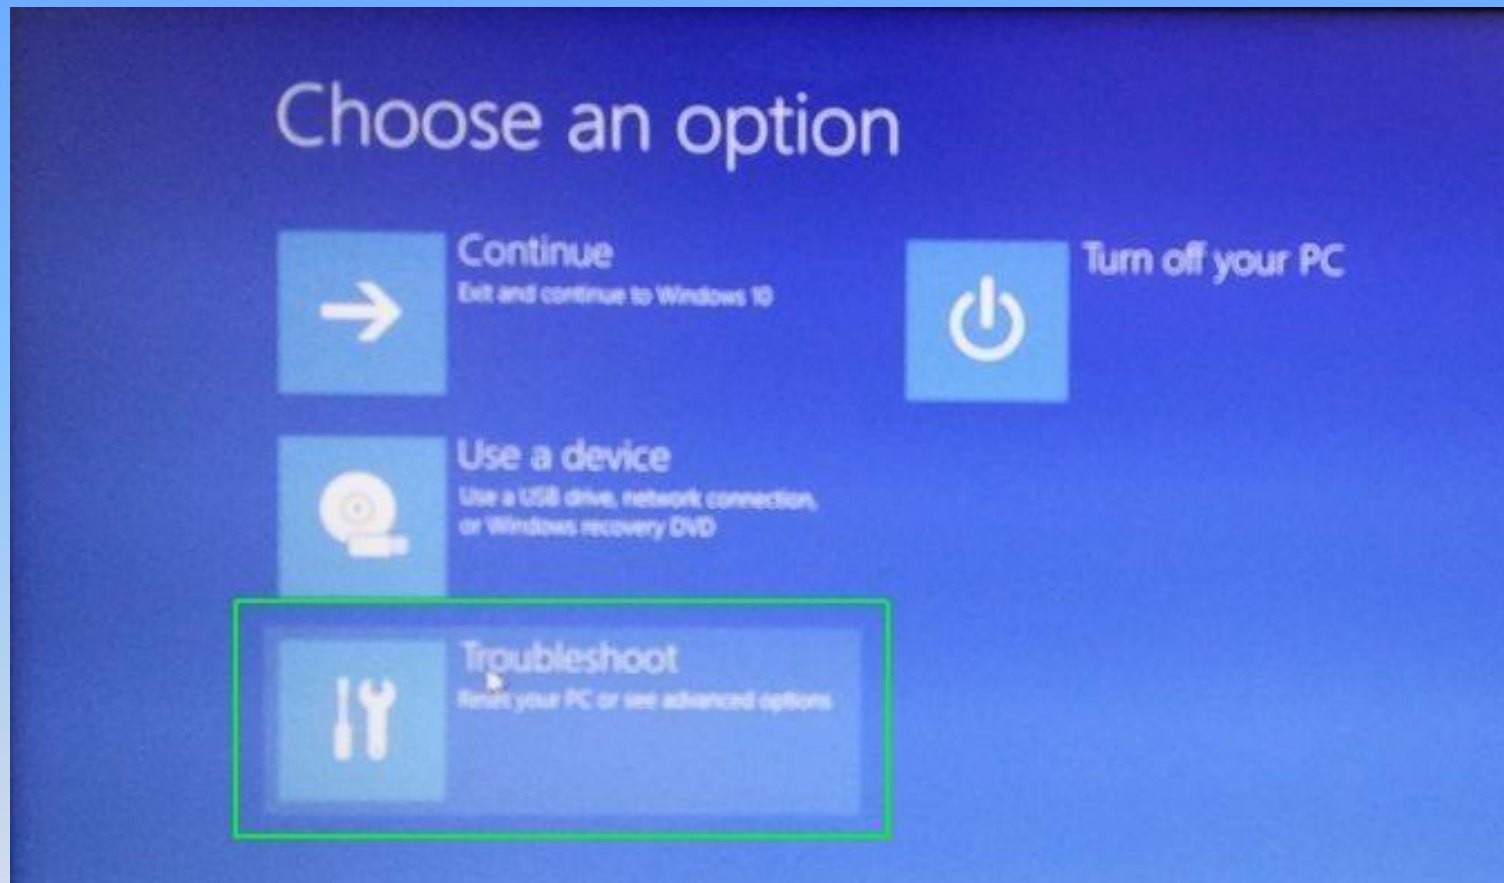 Choose an option
Continue
Exit and continue to Windows 10
Turn off your PC
Use a device
Use a USB drive, network connection,
or Windows recovery DVD
Troubleshoot
Reset your PC or see advanced options